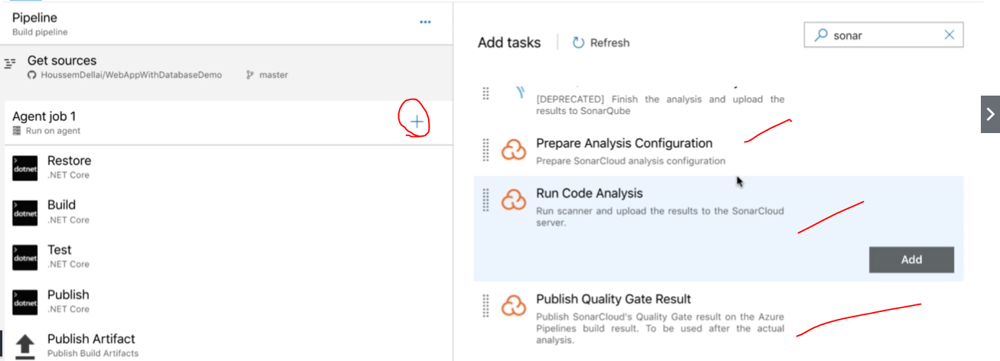 Pipeline
Build pipeline
Get sources
HoussemDellai/WebAppWithDatabaseDemo master
Agent job 1
Run on agent
dotnet
Restore
.NET Core
dotnet
Build
.NET Core
dotnet
Test
.NET Core
dotnet
Publish
.NET Core
Publish Artifact
Publish Build Artifacts
Add tasks
Refresh
sonar
[DEPRECATED] Finish the analysis and upload the
results to SonarQube
Prepare Analysis Configuration
Prepare SonarCloud analysis configuration
Run Code Analysis
Run scanner and upload the results to the SonarCloud
server.
Add
Publish Quality Gate Result
Publish SonarCloud's Quality Gate result on the Azure
Pipelines build result. To be used after the actual
analysis.